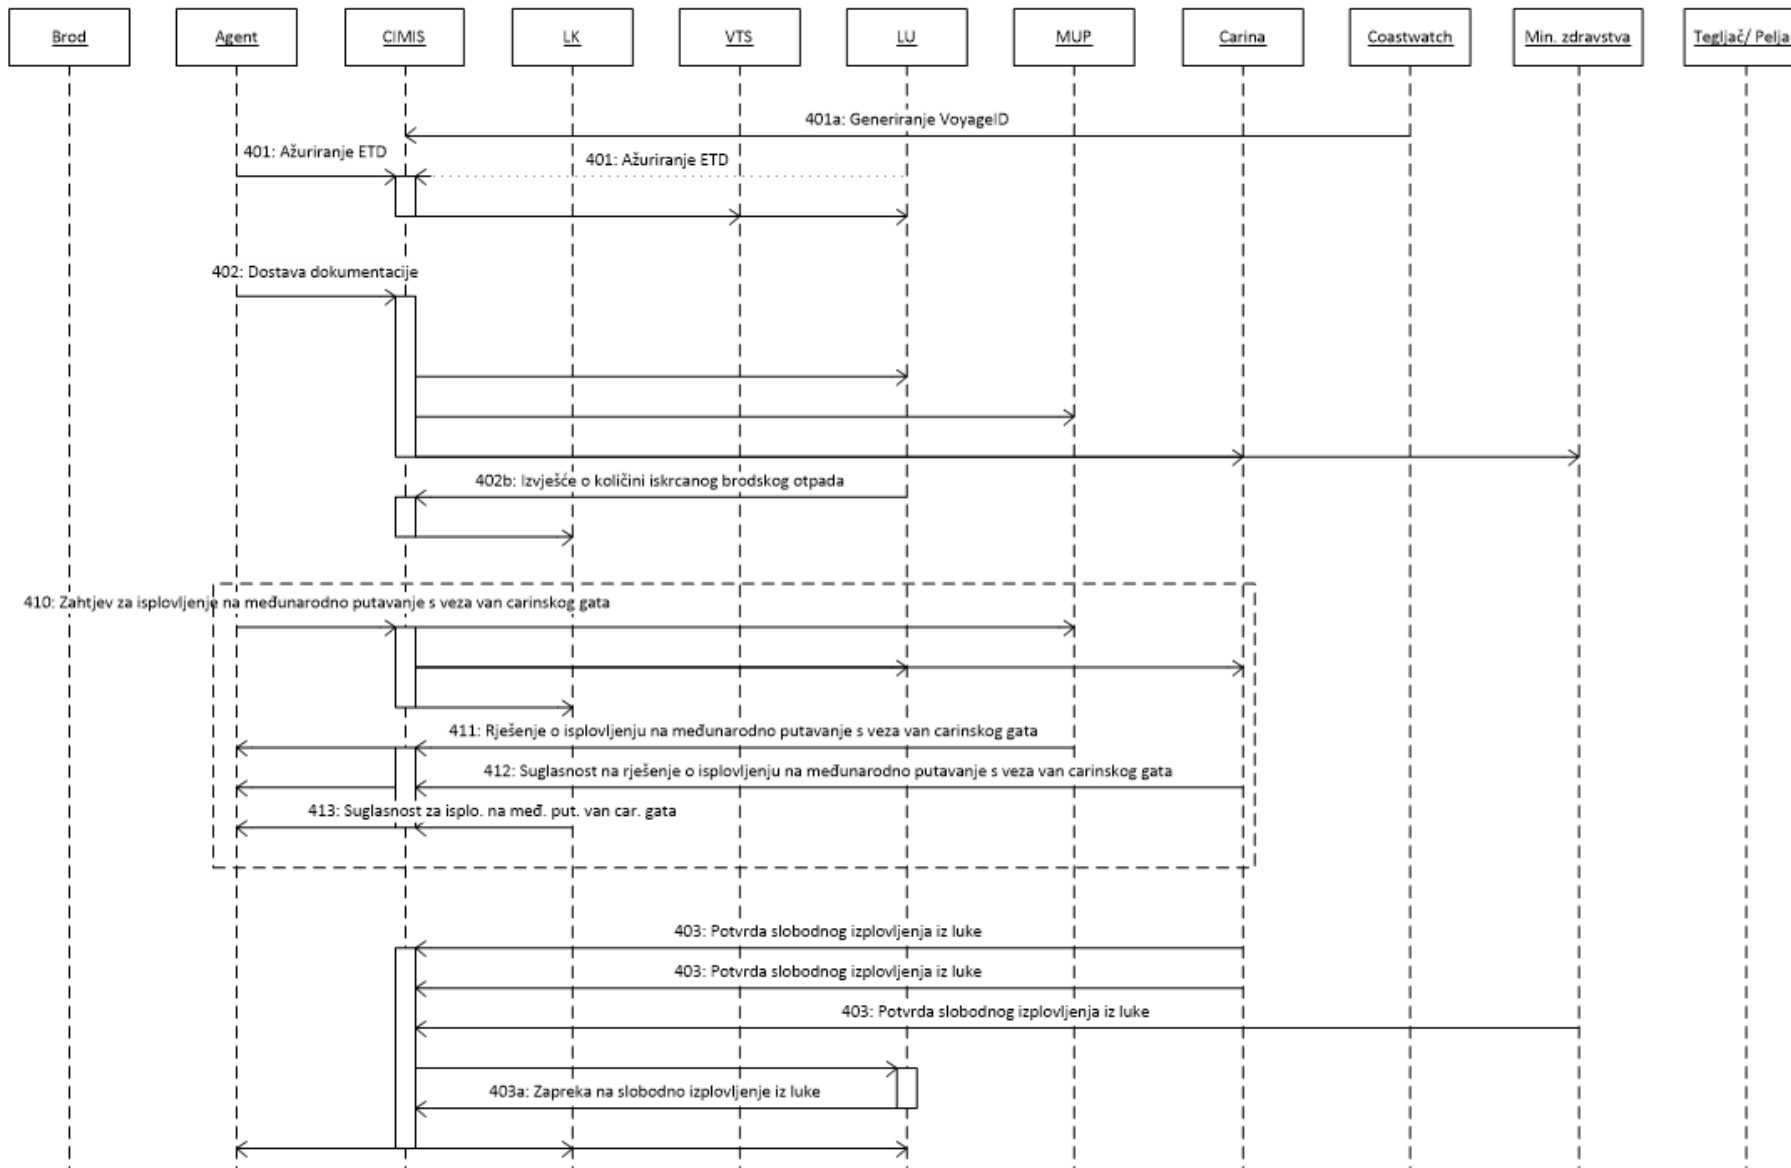 Brod
Agent
CIMIS
LK
VTS
LU
MUP
Carina
Coastwatch
Min. zdravstva
Tegljač/ Pelja
401a: Generiranje VoyageID
401: Ažuriranje ETD
401: Ažuriranje ETD
402: Dostava dokumentacije
402b: Izvješće o količini iskrcanog brodskog otpada
410: Zahtjev za isplovljenje na međunarodno putavanje s veza van carinskog gata
411: Rješenje o isplovljenju na međunarodno putavanje s veza van carinskog gata
412: Suglasnost na rješenje o isplovljenju na međunarodno putavanje s veza van carinskog gata
413: Suglasnost za isplo. na međ. put. van car. gata
403: Potvrda slobodnog izplovljenja iz luke
403: Potvrda slobodnog izplovljenja iz luke
403: Potvrda slobodnog izplovljenja iz luke
403a: Zapreka na slobodno izplovljenje iz luke